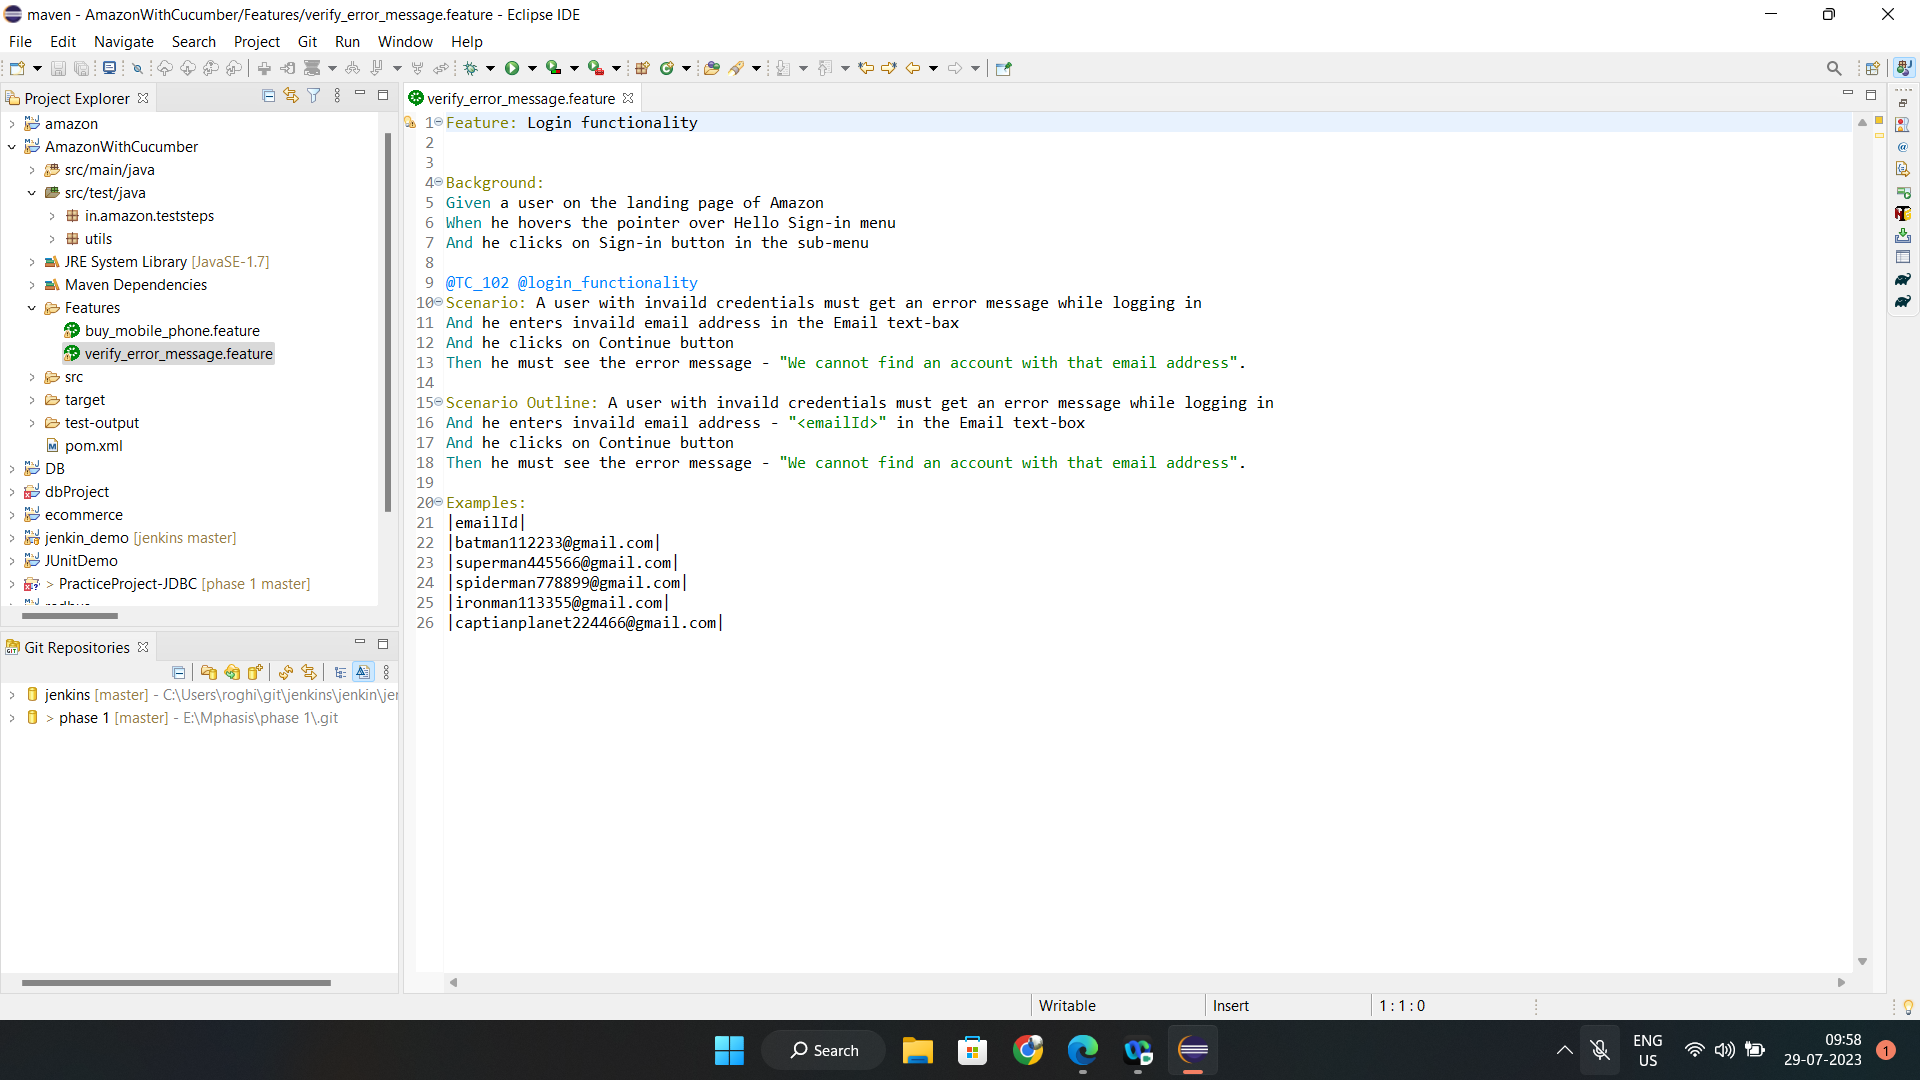 maven - AmazonWithCucumber/Features/verify_error_message.feature - Eclipse IDE
File Edit Navigate Search Project Git Run Window Help
Project Explorer
amazon
AmazonWithCucumber
src/main/java
src/test/java
in.amazon.teststeps
utils
JRE System Library [JavaSE-1.7]
Maven Dependencies
Features
buy_mobile_phone.feature
verify_error_message.feature
src
target
test-output
pom.xml
DB
dbProject
ecommerce
jenkin_demo [jenkins master]
JUnitDemo
> PracticeProject-JDBC [phase 1 master]
Git Repositories
jenkins [master] - C:\Users\roghi\git\jenkins\jenkin\jer
> phase 1 [master] - E:\Mphasis\phase 1\.git
verify_error_message.feature
1 Feature: Login functionality
2
3
4 Background:
5 Given a user on the landing page of Amazon
6 When he hovers the pointer over Hello Sign-in menu
7 And he clicks on Sign-in button in the sub-menu
8
9 @TC_102 @login_functionality
10 Scenario: A user with invaild credentials must get an error message while logging in
11 And he enters invaild email address in the Email text-bax
12 And he clicks on Continue button
13 Then he must see the error message - "We cannot find an account with that email address".
14
15 Scenario Outline: A user with invaild credentials must get an error message while logging in
16 And he enters invaild email address - "<emailId>" in the Email text-box
17 And he clicks on Continue button
18 Then he must see the error message - "We cannot find an account with that email address".
19
20 Examples:
21 |emailId|
22 |batman112233@gmail.com|
23 |superman445566@gmail.com|
24 |spiderman778899@gmail.com|
25 |ironman113355@gmail.com|
26 |captianplanet224466@gmail.com|
Writable Insert 1 : 1 : 0
Search
ENG
US
09:58
29-07-2023
1